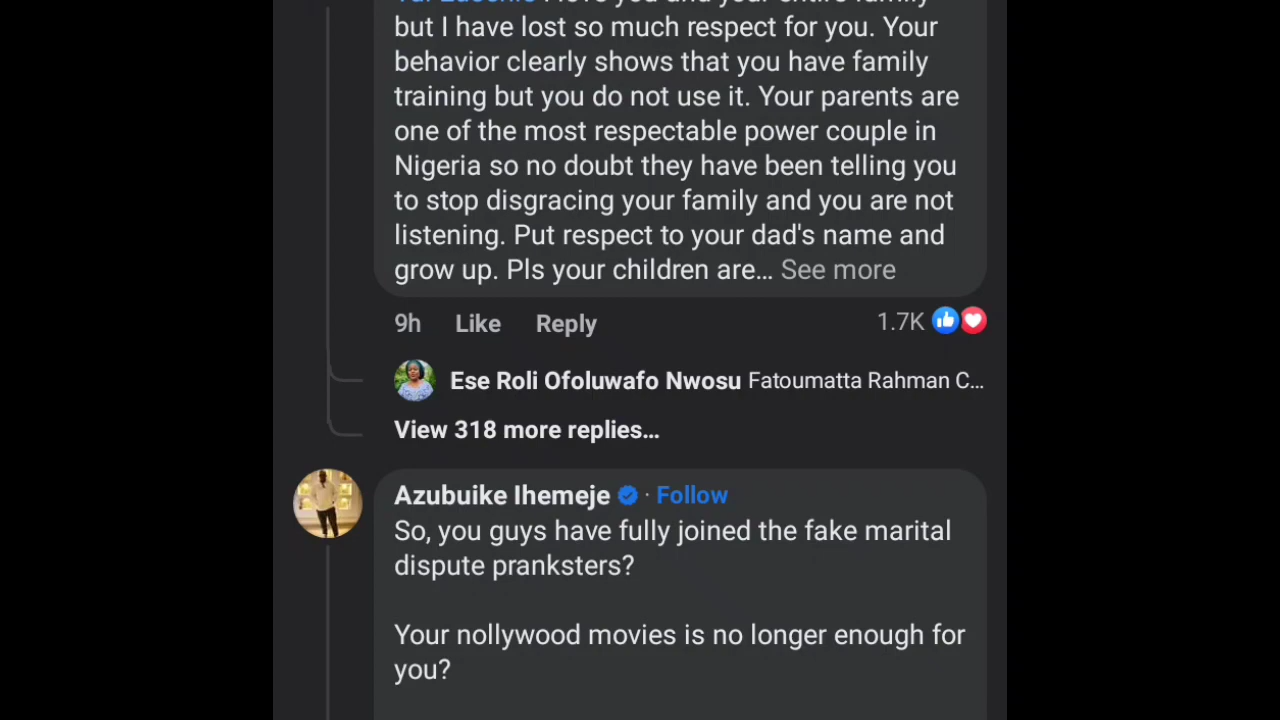 but I have lost so much respect for you. Your
behavior clearly shows that you have family
training but you do not use it. Your parents are
one of the most respectable power couple in
Nigeria so no doubt they have been telling you
to stop disgracing your family and you are not
listening. Put respect to your dad's name and
grow up. Pls your children are... See more
9h Like Reply 1.7K
Ese Roli Ofoluwafo Nwosu Fatoumatta Rahman C...
View 318 more replies...
Azubuike Ihemeje · Follow
So, you guys have fully joined the fake marital
dispute pranksters?
Your nollywood movies is no longer enough for
you?